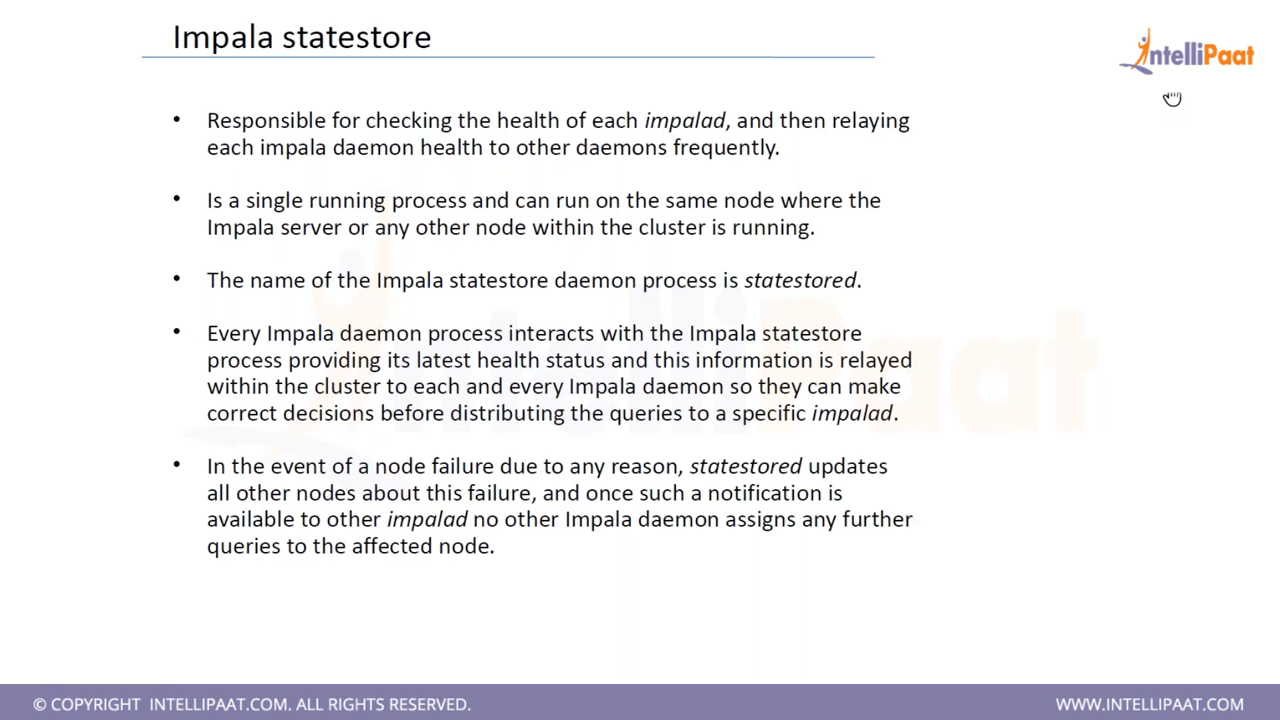 Impala statestore
IntelliPaat
• Responsible for checking the health of each impalad, and then relaying
each impala daemon health to other daemons frequently.
• Is a single running process and can run on the same node where the
Impala server or any other node within the cluster is running.
• The name of the Impala statestore daemon process is statestored.
• Every Impala daemon process interacts with the Impala statestore
process providing its latest health status and this information is relayed
within the cluster to each and every Impala daemon so they can make
correct decisions before distributing the queries to a specific impalad.
• In the event of a node failure due to any reason, statestored updates
all other nodes about this failure, and once such a notification is
available to other impalad no other Impala daemon assigns any further
queries to the affected node.
© COPYRIGHT INTELLIPAAT.COM. ALL RIGHTS RESERVED.
WWW.INTELLIPAAT.COM